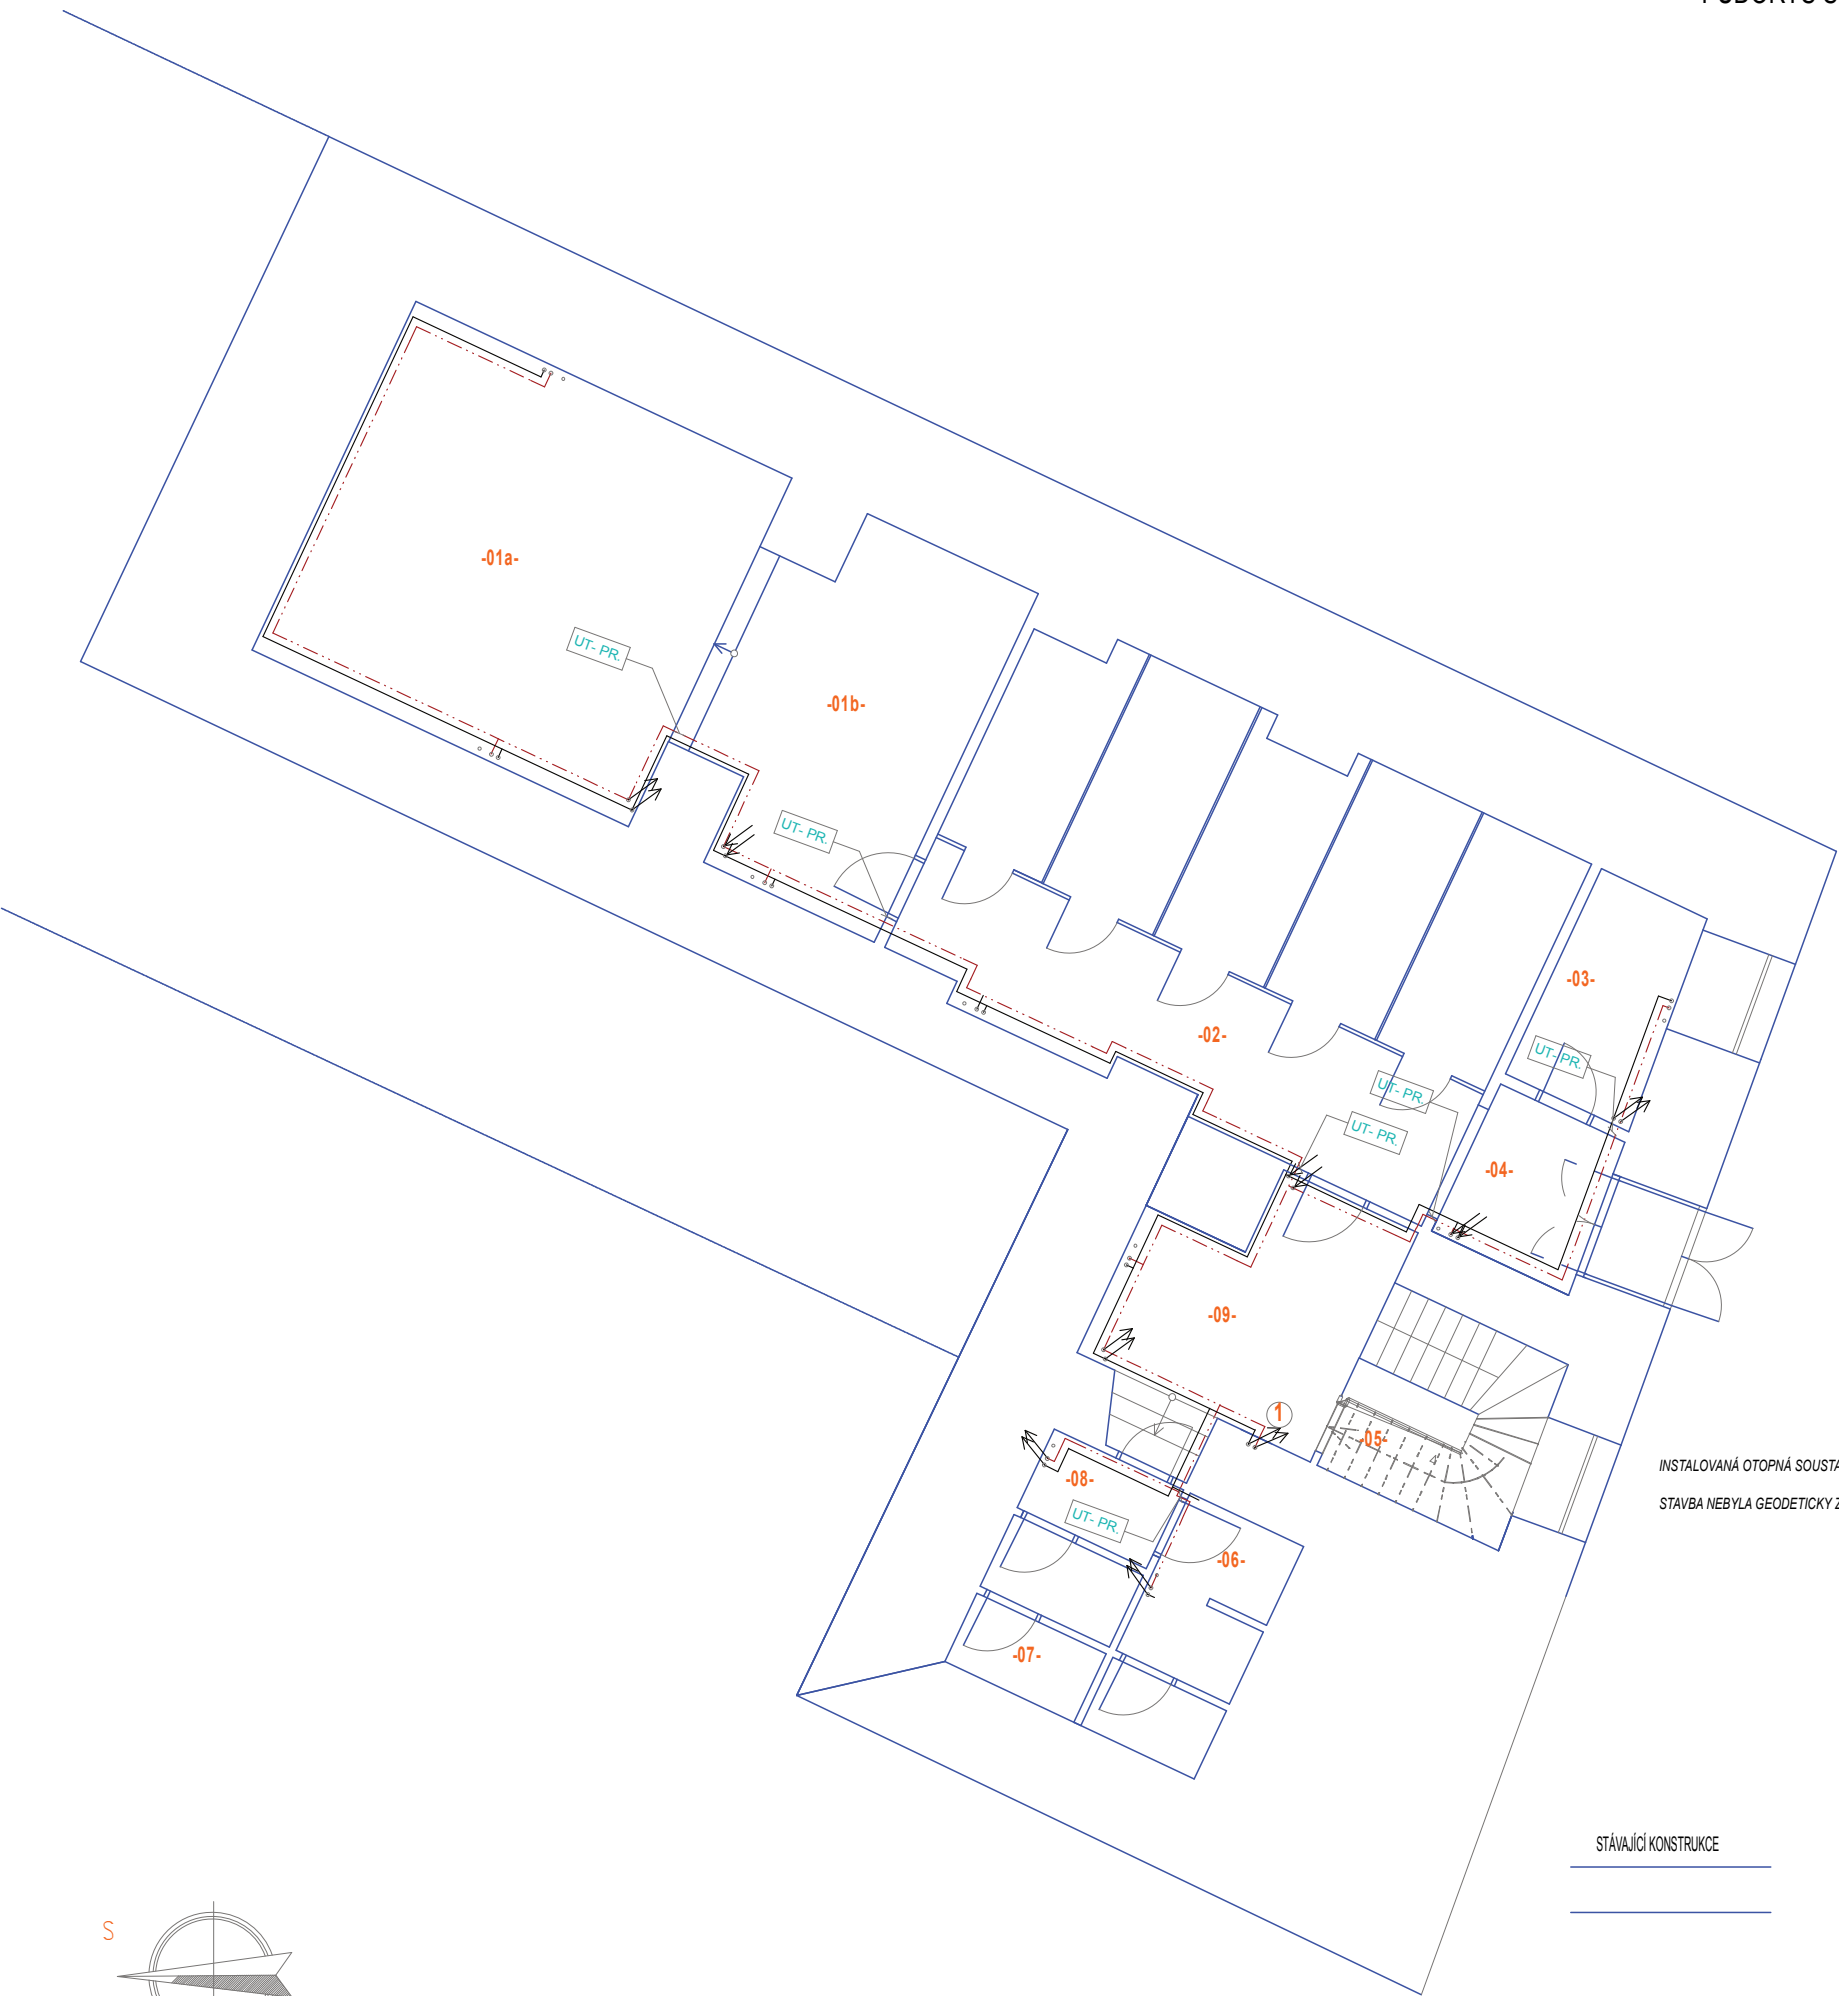 -01a-
UT- PR.
-01b-
UT- PR.
-03-
-02-
UT- PR.
UT- PR.
UT- PR.
-04-
-09-
1
-05-
4
INSTALOVANÁ OTOPNÁ SOUSTA
-08-
STAVBA NEBYLA GEODETICKY Z
UT- PR.
-06-
-07-
STÁVAJÍCÍ KONSTRUKCE
S